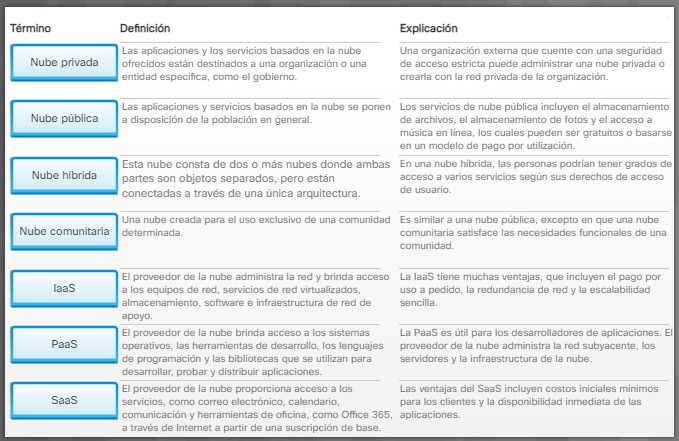 Término
Definición
Explicación
Nube privada
Las aplicaciones y los servicios basados en la nube
ofrecidos están destinados a una organización o una
entidad específica, como el gobierno.
Una organización externa que cuente con una seguridad
de acceso estricta puede administrar una nube privado o
crearla con la red privada de la organización.
Nube pública
Las aplicaciones y servicios basados en la nube se ponen
a disposición de la población en general.
Los servicios de nube pública incluyen el almacenamiento
de archivos, el almacenamiento de fotos y el acceso a
música en línea, los cuales pueden ser gratuitos o basarse
en un modelo de pago por utilización.
Nube híbrida
Esta nube consta de dos o más nubes donde ambas
partes son objetos separados, pero están
conectadas a través de una única arquitectura.
En una nube híbrida, las personas podrían tener grados de
acceso a varios servicios según sus derechos de acceso
de usuario.
Nube comunitaria
Una nube creada para el uso exclusivo de una comunidad
determinada.
Es similar a una nube pública, excepto en que una nube
comunitaria satisface las necesidades funcionales de una
comunidad.
IaaS
El proveedor de la nube administra la red y brinda acceso
a los equipos de red, servicios de red virtualizados,
almacenamiento, software e infraestructura de red de
apoyo.
La IaaS tiene muchas ventajas, que incluyen el pago por
uso a pedido, la redundancia de red y la escalabilidad
sencilla.
PaaS
El proveedor de la nube brinda acceso a los sistemas
operativos, las herramientas de desarrollo, los lenguajes
de programación y las bibliotecas que se utilizan para
desarrollar, probar y distribuir aplicaciones.
La PaaS es útil para los desarrolladores de aplicaciones. El
proveedor de la nube administra la red subyacente, los
servidores y la infraestructura de la nube.
SaaS
El proveedor de la nube proporciona acceso a los
servicios, como correo electrónico, calendario,
comunicación y herramientas de oficina, como Office 365,
a través de Internet a partir de una suscripción de base.
Las ventajas del SaaS incluyen costos iniciales mínimos
para los clientes y la disponibilidad inmediata de las
aplicaciones.